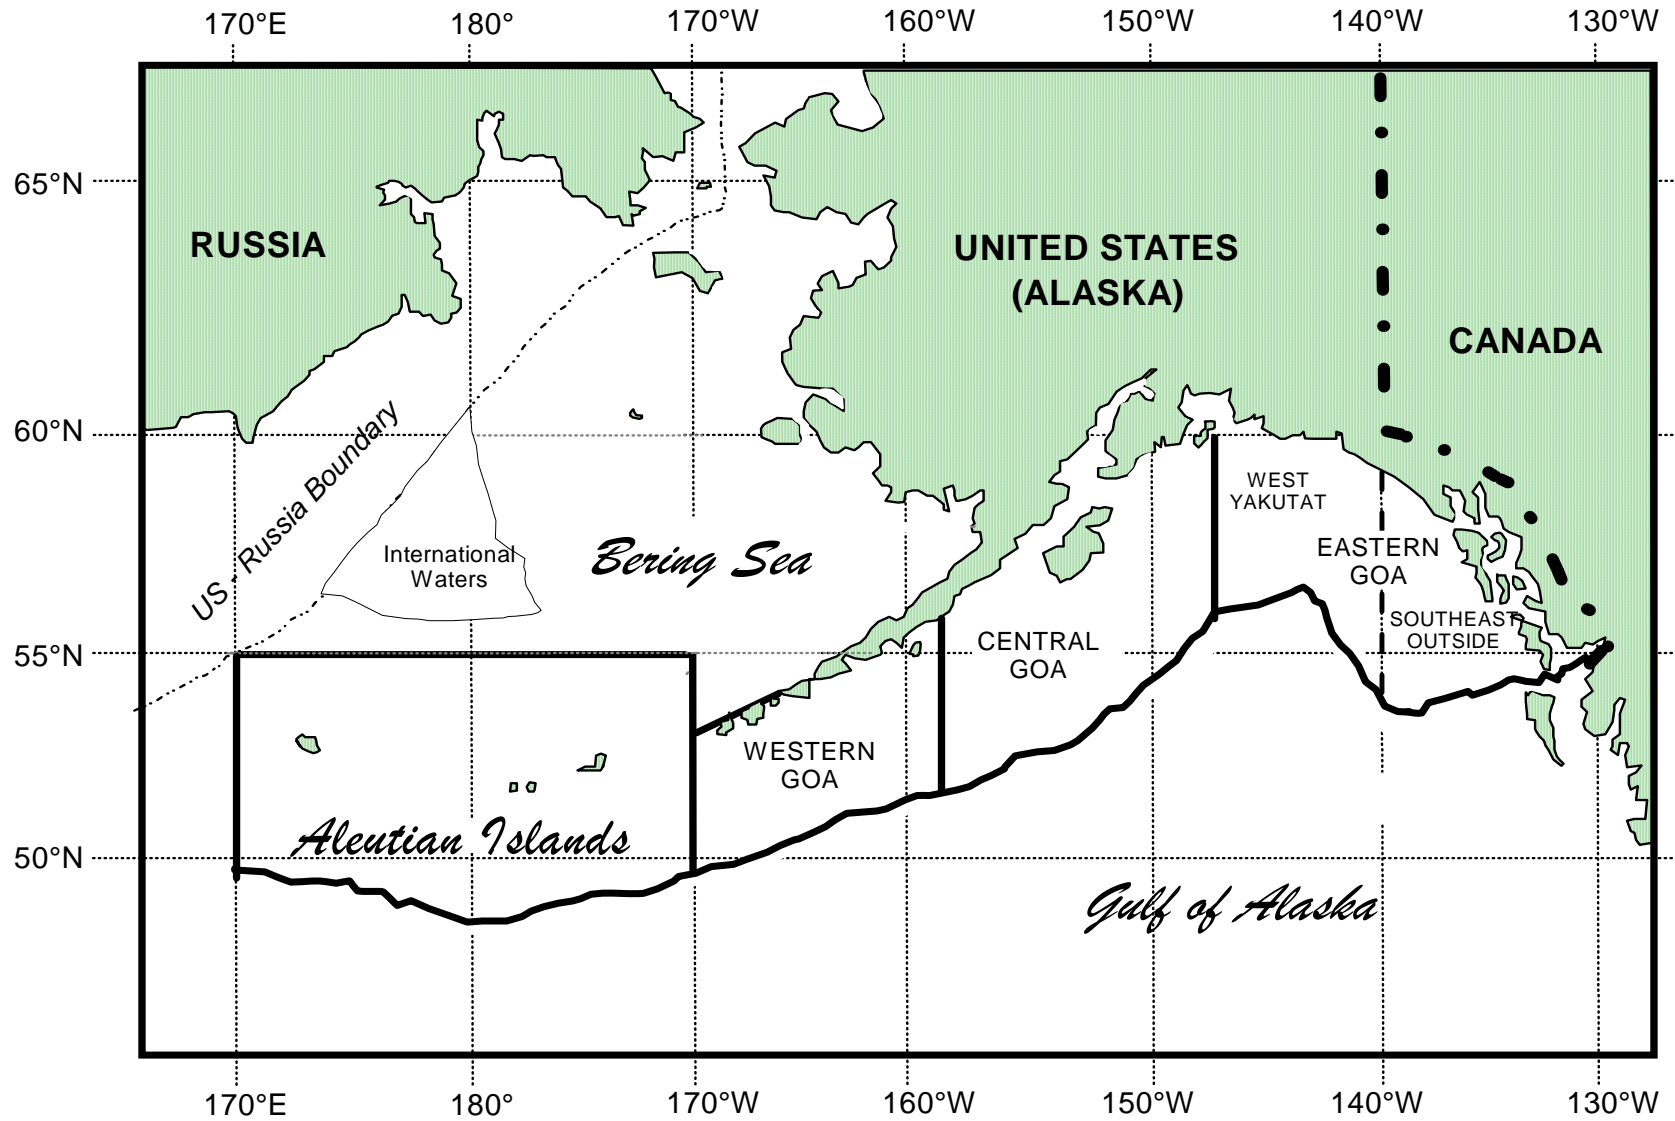 170°E 180° 170°W 160°W 150°W 140°W 130°W
65°N
RUSSIA
UNITED STATES
(ALASKA)
CANADA
60°N
US - Russia Boundary
WEST
YAKUTAT
International
Waters
Bering Sea
EASTERN
GOA
SOUTHEAST
OUTSIDE
CENTRAL
GOA
55°N
WESTERN
GOA
Aleutian Islands
50°N
Gulf of Alaska
170°E 180° 170°W 160°W 150°W 140°W 130°W